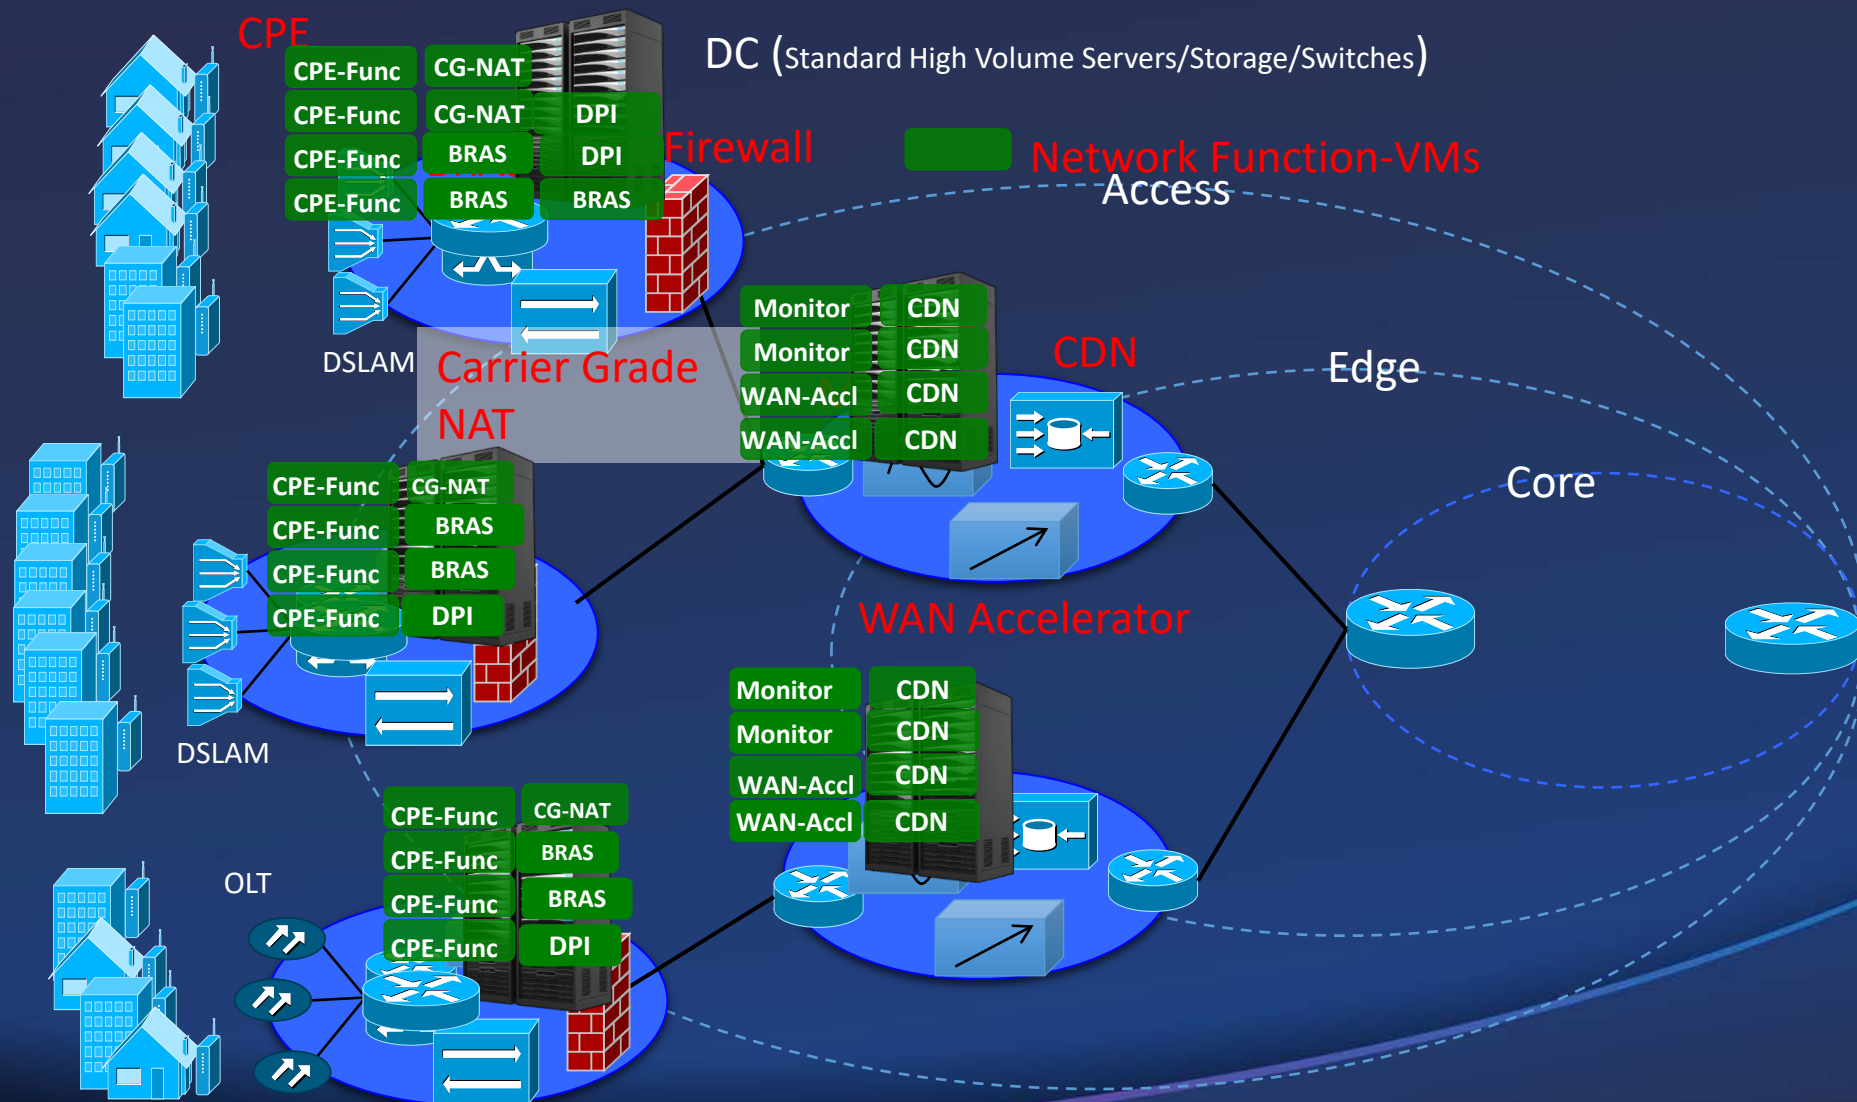 CPE
DC (Standard High Volume Servers/Storage/Switches)
CPE-Func CG-NAT
CPE-Func CG-NAT DPI
CPE-Func BRAS DPI
CPE-Func BRAS BRAS
Firewall
Network Function-VMs
Access
DSLAM
Carrier Grade
NAT
Monitor CDN
Monitor CDN
WAN-Accl CDN
WAN-Accl CDN
CDN
Edge
Core
CPE-Func CG-NAT
CPE-Func BRAS
CPE-Func BRAS
CPE-Func DPI
DSLAM
WAN Accelerator
Monitor CDN
Monitor CDN
WAN-Accl CDN
WAN-Accl CDN
OLT
CPE-Func CG-NAT
CPE-Func BRAS
CPE-Func BRAS
CPE-Func DPI